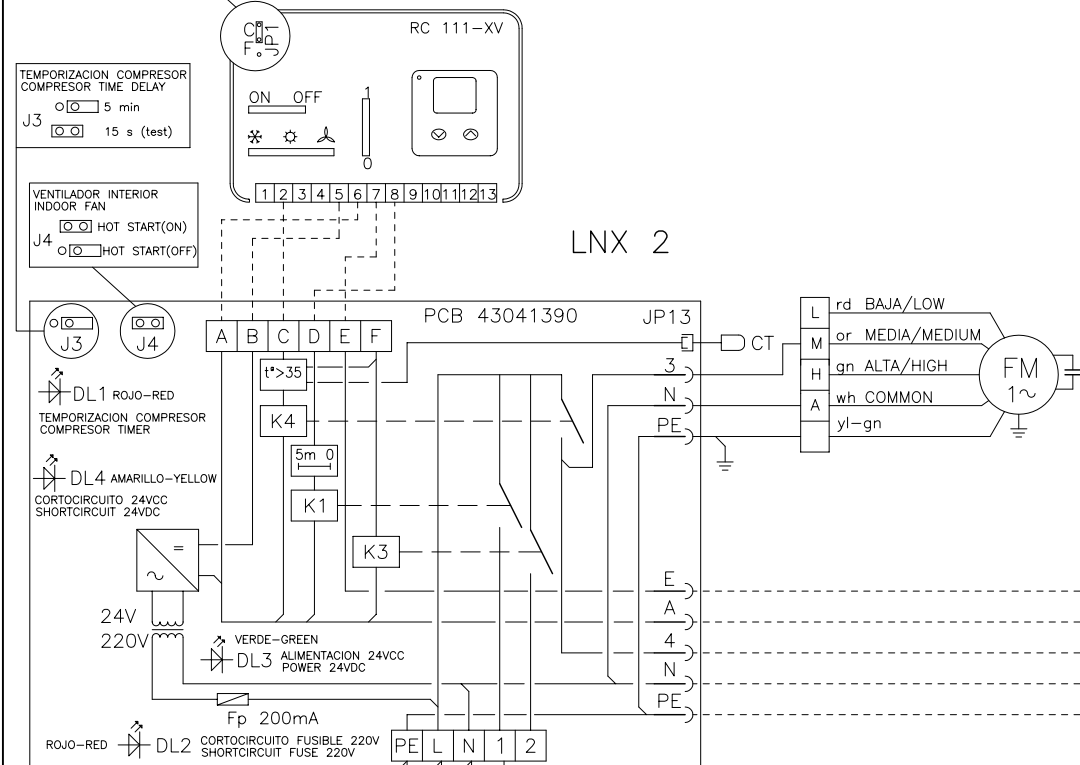 C
F
JP1
RC 111-XV
TEMPORIZACION COMPRESOR
COMPRESOR TIME DELAY
J3
5 min
15 s (test)
ON OFF
1
0
1 2 3 4 5 6 7 8 9 10 11 12 13
VENTILADOR INTERIOR
INDOOR FAN
J4
HOT START(ON)
HOT START(OFF)
LNX 2
J3
J4
A B C D E F
PCB 43041390
JP13
CT
L rd BAJA/LOW
M or MEDIA/MEDIUM
H gn ALTA/HIGH
A wh COMMON
yl-gn
FM
1~
3
N
PE
tª>35
K4
5m 0
K1
K3
DL1 ROJO-RED
TEMPORIZACION COMPRESOR
COMPRESOR TIMER
DL4 AMARILLO-YELLOW
CORTOCIRCUITO 24VCC
SHORTCIRCUIT 24VDC
=
~
24V
220V
VERDE-GREEN
DL3 ALIMENTACION 24VCC
POWER 24VDC
E
A
4
N
PE
Fp 200mA
ROJO-RED DL2 CORTOCIRCUITO FUSIBLE 220V
SHORTCIRCUIT FUSE 220V
PE L N 1 2